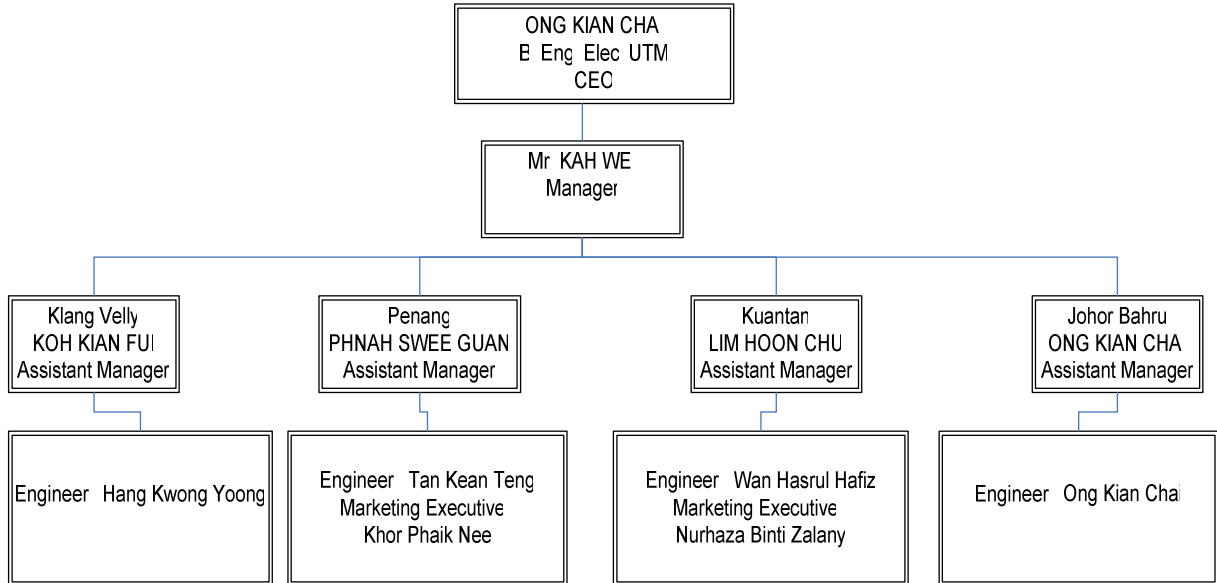 ONG KIAN CHA
B Eng Elec UTM
CEO
Mr KAH WE
Manager
Klang Velly
KOH KIAN FUI
Assistant Manager
Penang
PHNAH SWEE GUAN
Assistant Manager
Kuantan
LIM HOON CHU
Assistant Manager
Johor Bahru
ONG KIAN CHA
Assistant Manager
Engineer Hang Kwong Yoong
Engineer Tan Kean Teng
Marketing Executive
Khor Phaik Nee
Engineer Wan Hasrul Hafiz
Marketing Executive
Nurhaza Binti Zalany
Engineer Ong Kian Chai